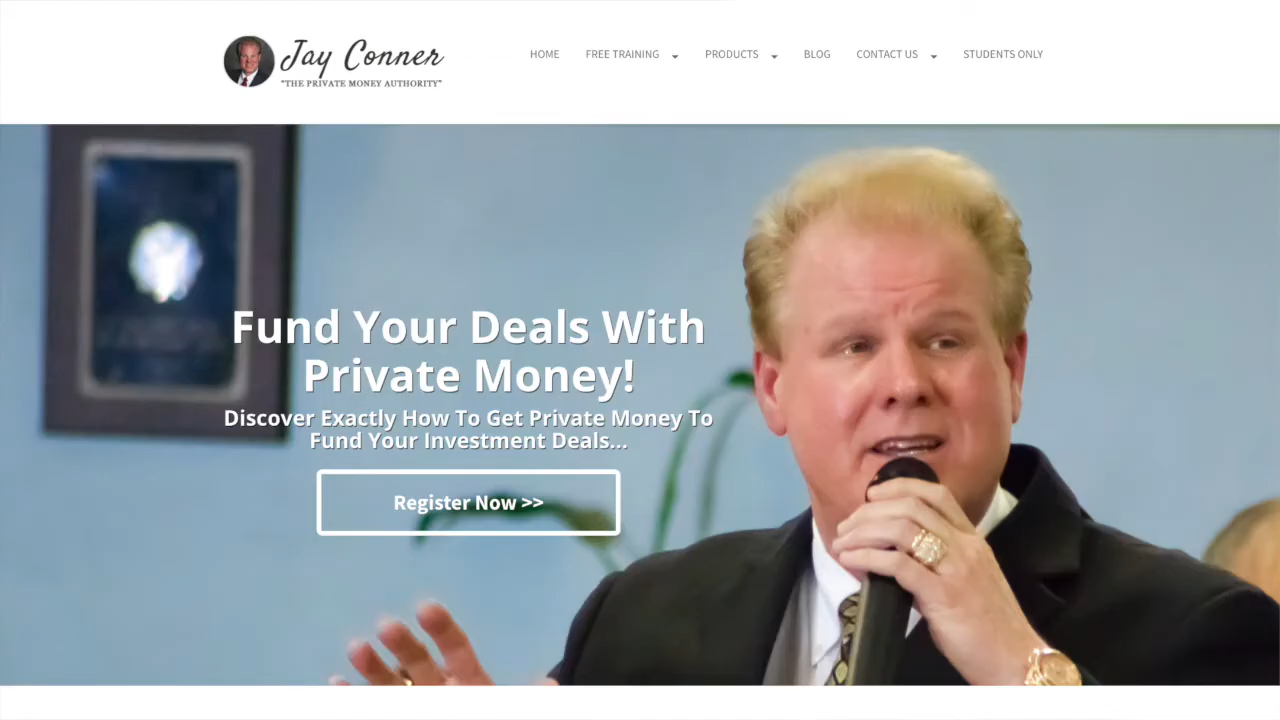 Jay Conner
"THE PRIVATE MONEY AUTHORITY"
HOME FREE TRAINING PRODUCTS BLOG CONTACT US STUDENTS ONLY
Fund Your Deals With
Private Money!
Discover Exactly How To Get Private Money To
Fund Your Investment Deals...
Register Now >>